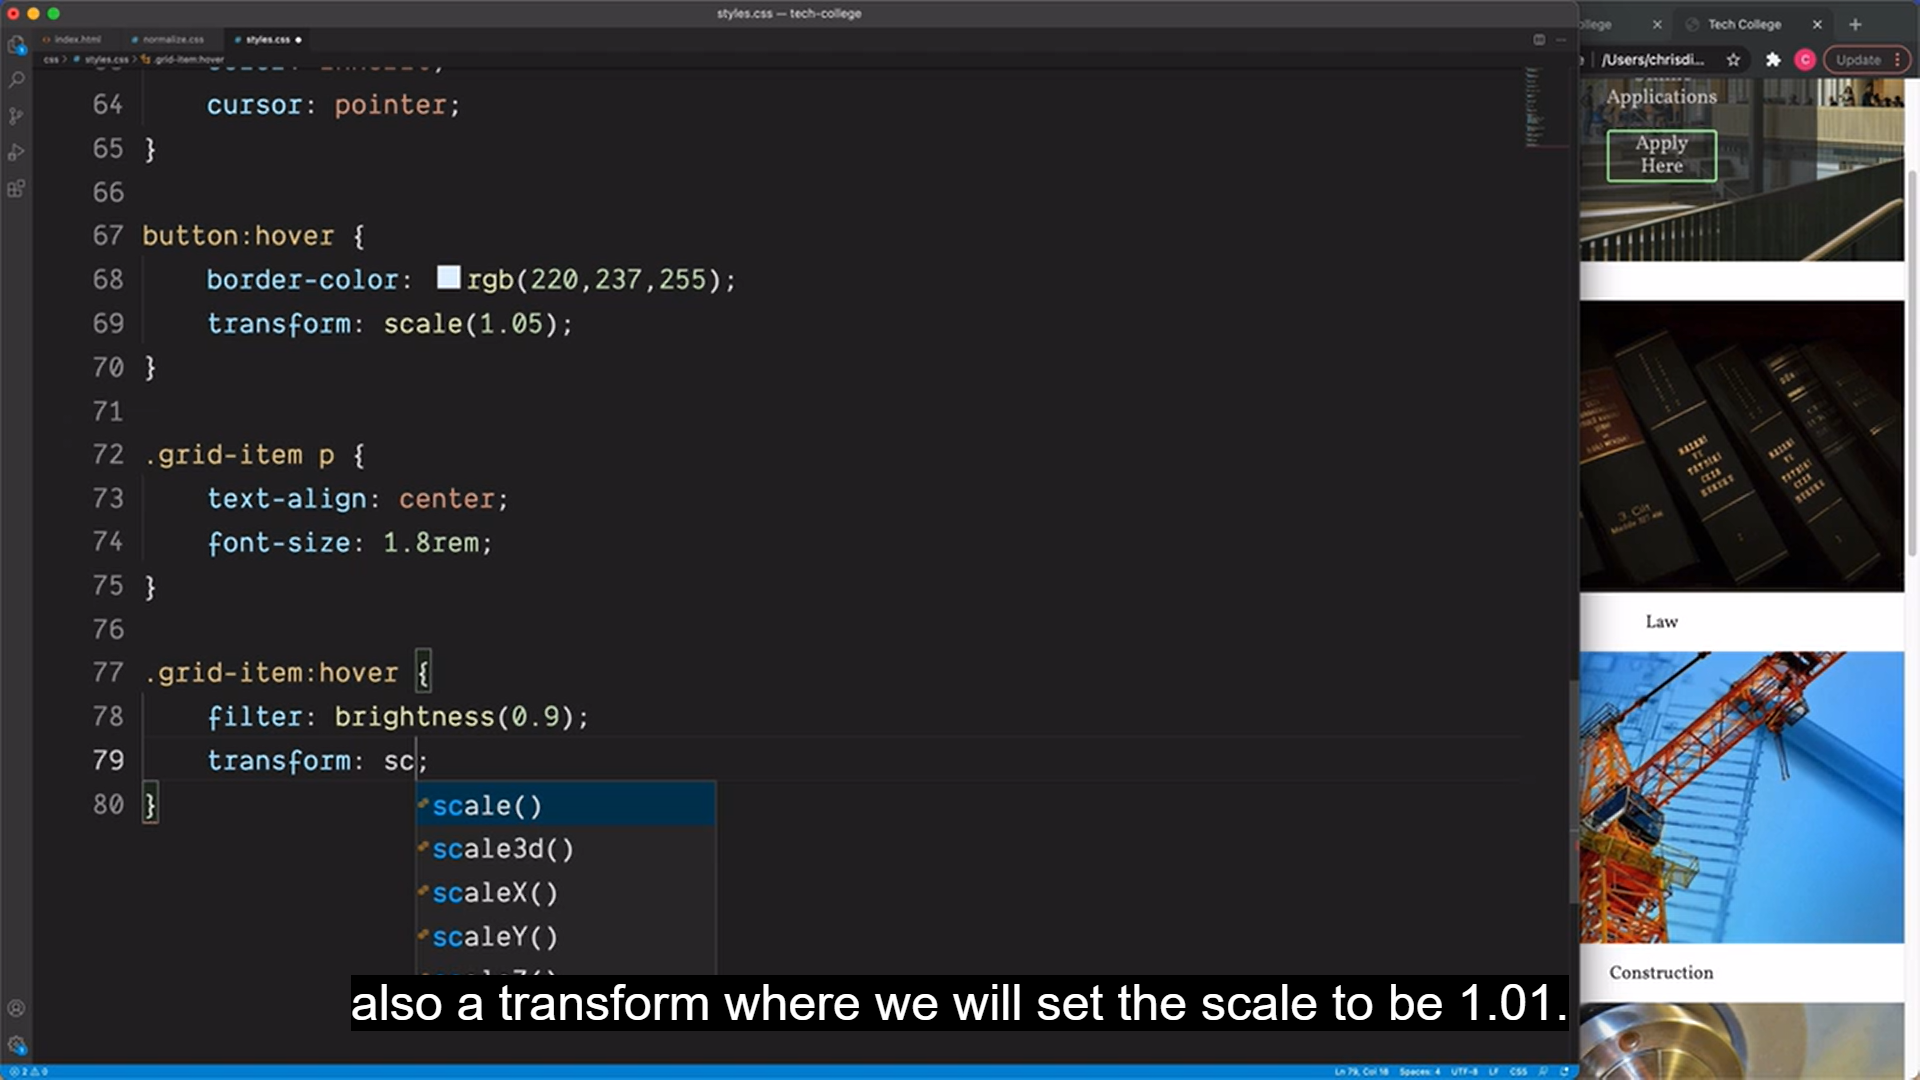 styles.css — tech-college
index.html
normalize.css
styles.css
css > # styles.css > .grid-item:hover
64 cursor: pointer;
65 }
66
67 button:hover {
68 border-color: rgb(220,237,255);
69 transform: scale(1.05);
70 }
71
72 .grid-item p {
73 text-align: center;
74 font-size: 1.8rem;
75 }
76
77 .grid-item:hover {
78 filter: brightness(0.9);
79 transform: sc;
80 }
scale()
scale3d()
scaleX()
scaleY()
also a transform where we will set the scale to be 1.01.
Ln 79, Col 18 Spaces: 4 UTF-8 LF CSS
Tech College
/Users/chrisdi...
C
Update
Applications
Apply
Here
Law
Construction